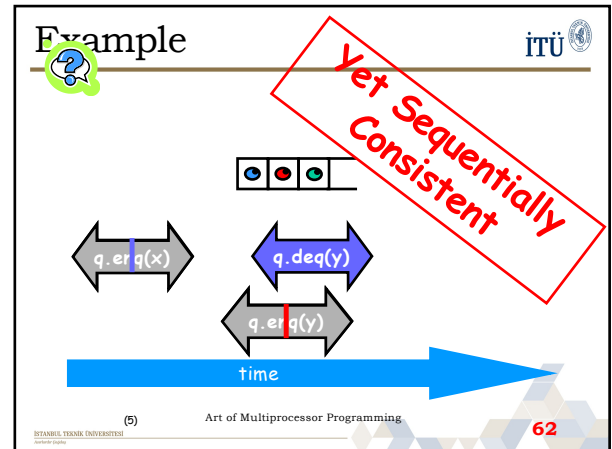 Example
İTÜ
Yet Sequentially
Consistent
q.enq(x)
q.deq(y)
q.enq(y)
time
(5)
Art of Multiprocessor Programming
62
İSTANBUL TEKNİK ÜNİVERSİTESİ